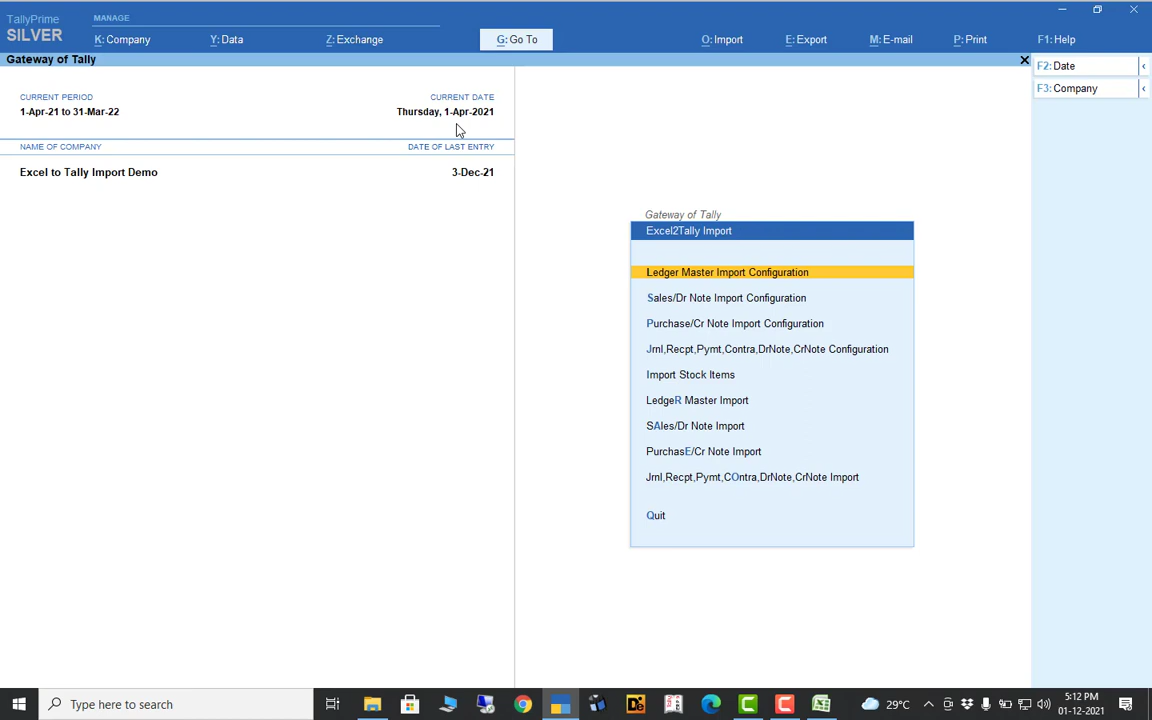 TallyPrime
SILVER
MANAGE
K: Company
Y: Data
Z: Exchange
G: Go To
O: Import
E: Export
M: E-mail
P: Print
F1: Help
Gateway of Tally
F2: Date
F3: Company
CURRENT PERIOD
CURRENT DATE
1-Apr-21 to 31-Mar-22
Thursday, 1-Apr-2021
NAME OF COMPANY
DATE OF LAST ENTRY
Excel to Tally Import Demo
3-Dec-21
Gateway of Tally
Excel2Tally Import
Ledger Master Import Configuration
Sales/Dr Note Import Configuration
Purchase/Cr Note Import Configuration
Jrnl,Recpt,Pymt,Contra,DrNote,CrNote Configuration
Import Stock Items
LedgeR Master Import
SAles/Dr Note Import
PurchasE/Cr Note Import
Jrnl,Recpt,Pymt,COntra,DrNote,CrNote Import
Quit
Type here to search
De
29°C
5:12 PM
01-12-2021